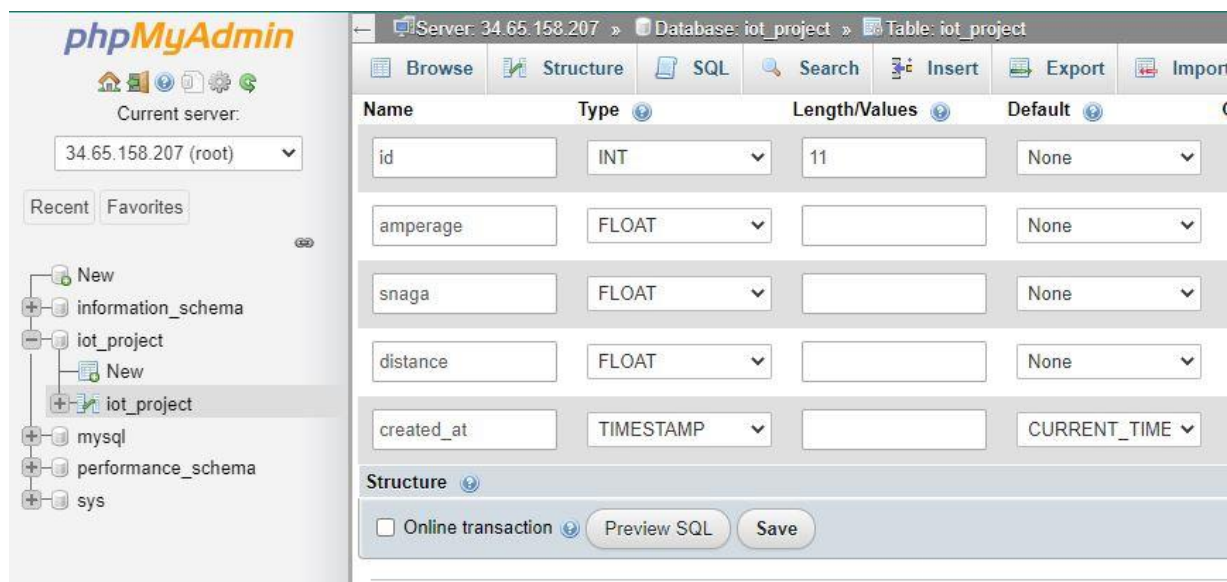 phpMyAdmin
Current server:
34.65.158.207 (root)
Recent Favorites
New
information_schema
iot_project
New
iot_project
mysql
performance_schema
sys
Server: 34.65.158.207 » Database: iot_project » Table: iot_project
Browse Structure SQL Search Insert Export Import
Name Type Length/Values Default
id INT 11 None
amperage FLOAT None
snaga FLOAT None
distance FLOAT None
created_at TIMESTAMP CURRENT_TIME
Structure
Online transaction Preview SQL Save